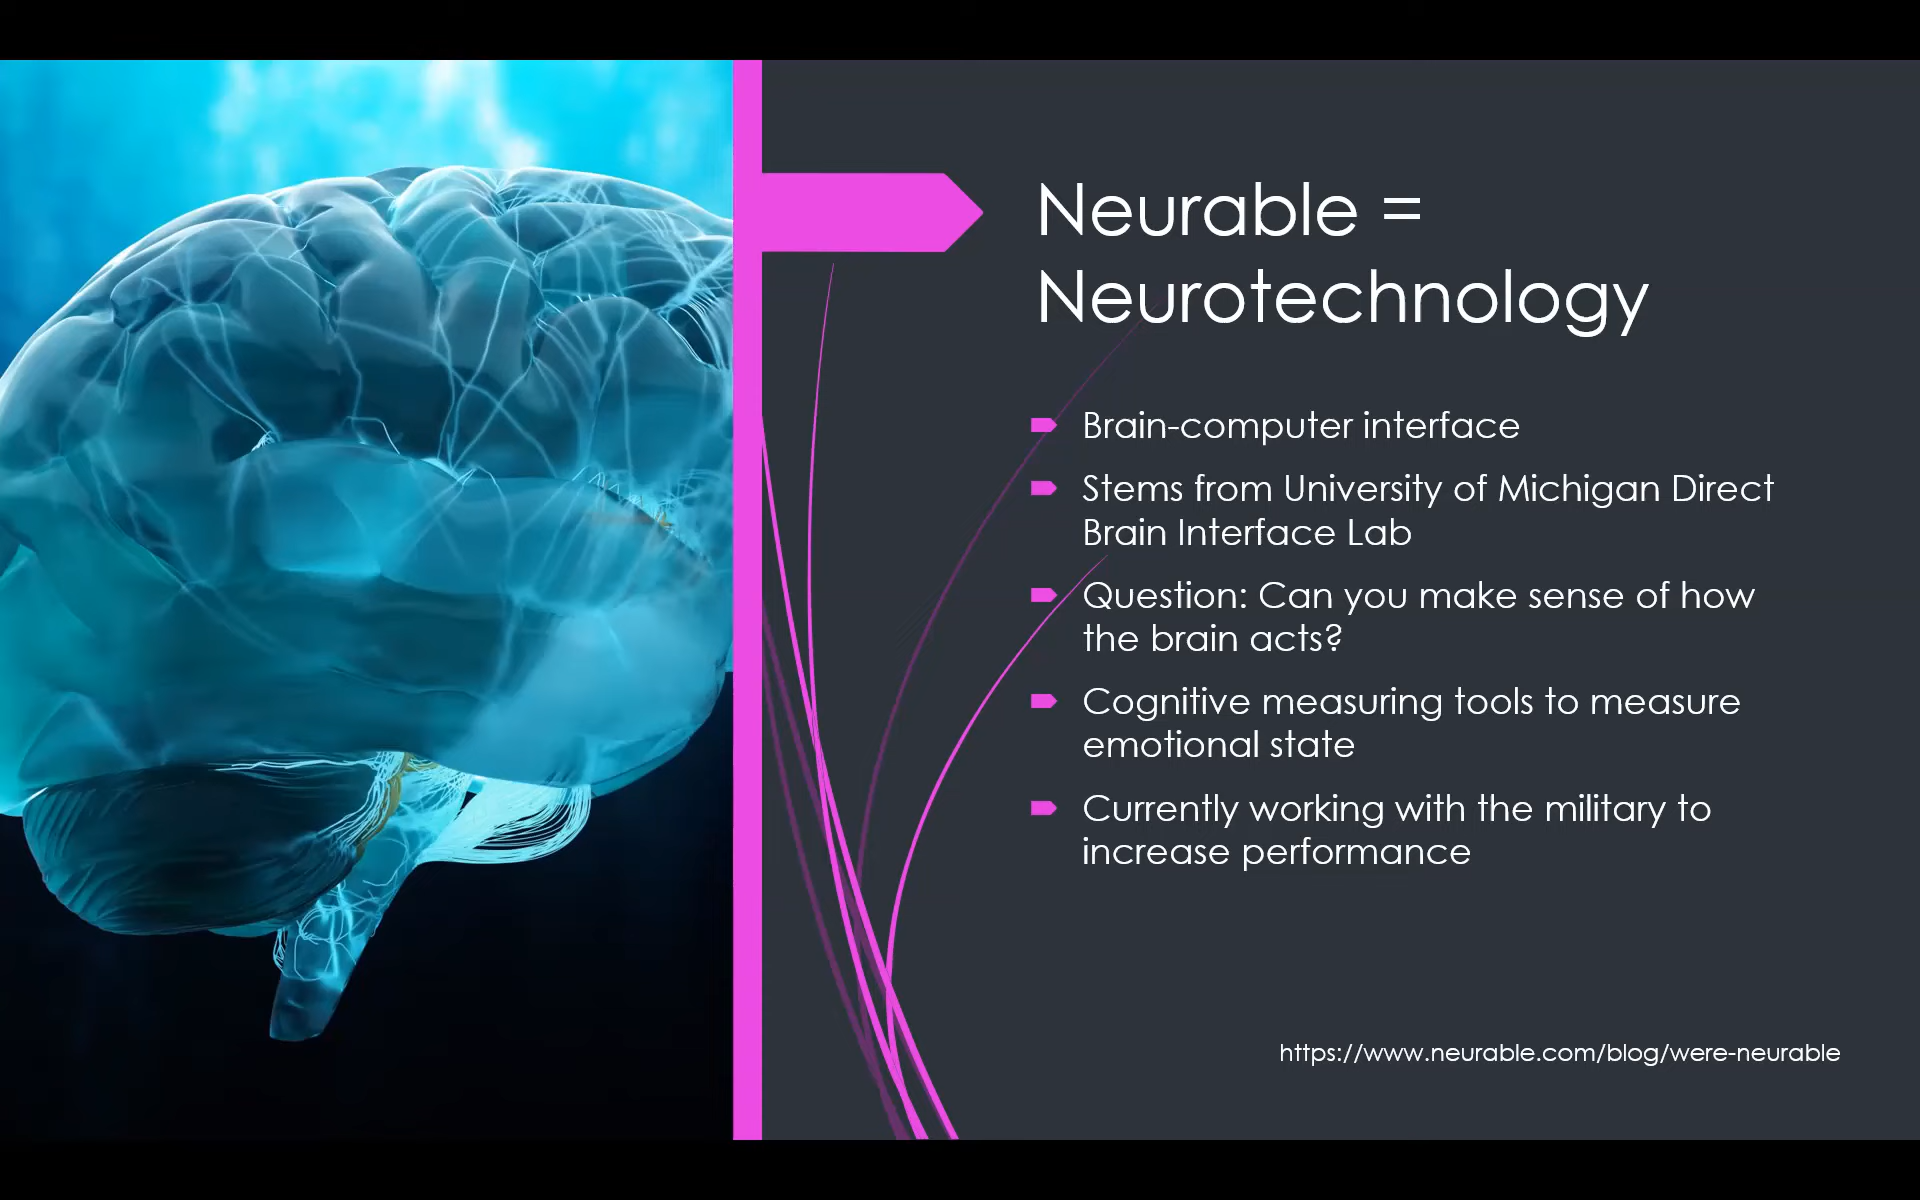 Neurable =
Neurotechnology
Brain-computer interface
Stems from University of Michigan Direct
Brain Interface Lab
Question: Can you make sense of how
the brain acts?
Cognitive measuring tools to measure
emotional state
Currently working with the military to
increase performance
https://www.neurable.com/blog/were-neurable